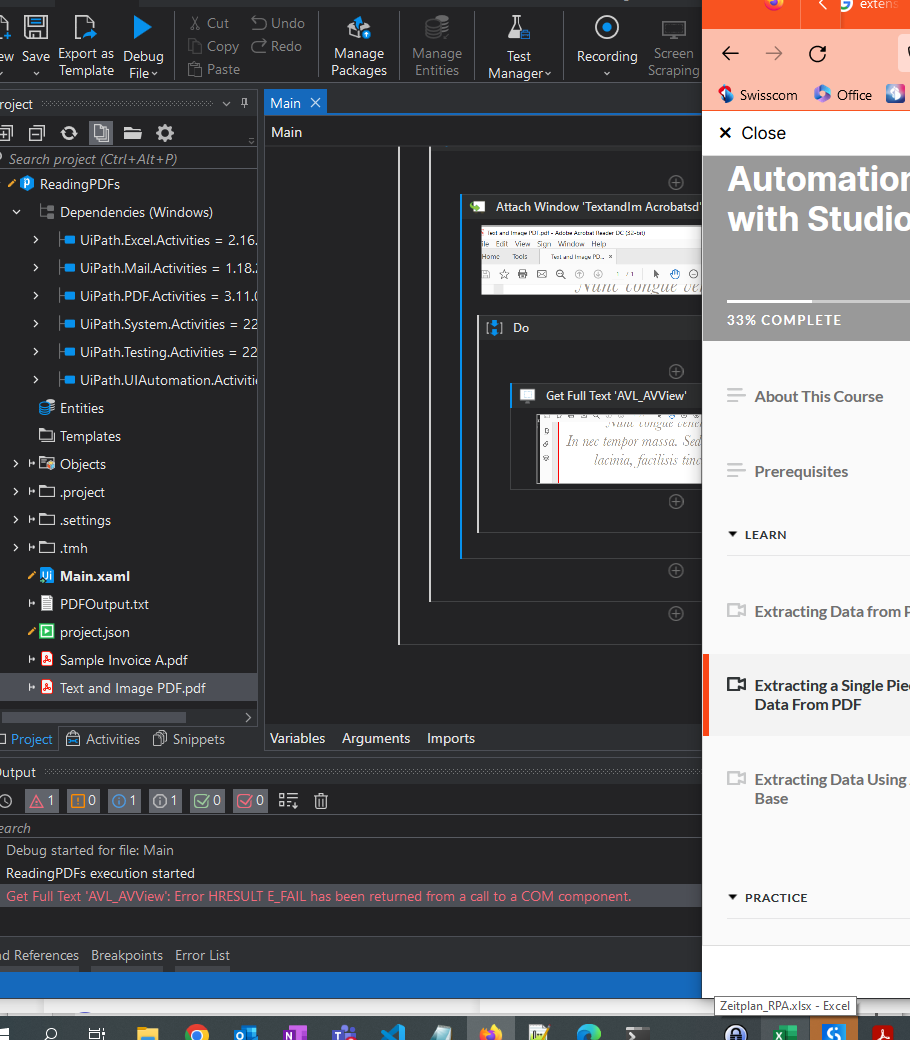 Save
Export as
Template
Debug
File
Cut
Copy
Paste
Undo
Redo
Manage
Packages
Manage
Entities
Test
Manager
Recording
Screen
Scraping
Main
Main
Search project (Ctrl+Alt+P)
ReadingPDFs
Dependencies (Windows)
UiPath.Excel.Activities = 2.16.
UiPath.Mail.Activities = 1.18.
UiPath.PDF.Activities = 3.11.0
UiPath.System.Activities = 22
UiPath.Testing.Activities = 22
UiPath.UIAutomation.Activiti
Entities
Templates
Objects
.project
.settings
.tmh
Main.xaml
PDFOutput.txt
project.json
Sample Invoice A.pdf
Text and Image PDF.pdf
Project
Activities
Snippets
Attach Window 'TextandIm Acrobatsd'
Text and Image PDF.pdf - Adobe Acrobat Reader DC (32-bit)
Edit View Sign Window Help
Home Tools Text and Image PD... ×
1 / 1
Nunc congue
Do
Get Full Text 'AVL_AVView'
Nunc congue
In nec tempor massa. Sed
lacinia, facilisis tinc
Variables
Arguments
Imports
1
0
1
1
0
0
Debug started for file: Main
ReadingPDFs execution started
Get Full Text 'AVL_AVView': Error HRESULT E_FAIL has been returned from a call to a COM component.
References
Breakpoints
Error List
extens
Swisscom
Office
Close
Automation
with Studio
33% COMPLETE
About This Course
Prerequisites
LEARN
Extracting Data from P
Extracting a Single Pie
Data From PDF
Extracting Data Using
Base
PRACTICE
Zeitplan_RPA.xlsx - Excel